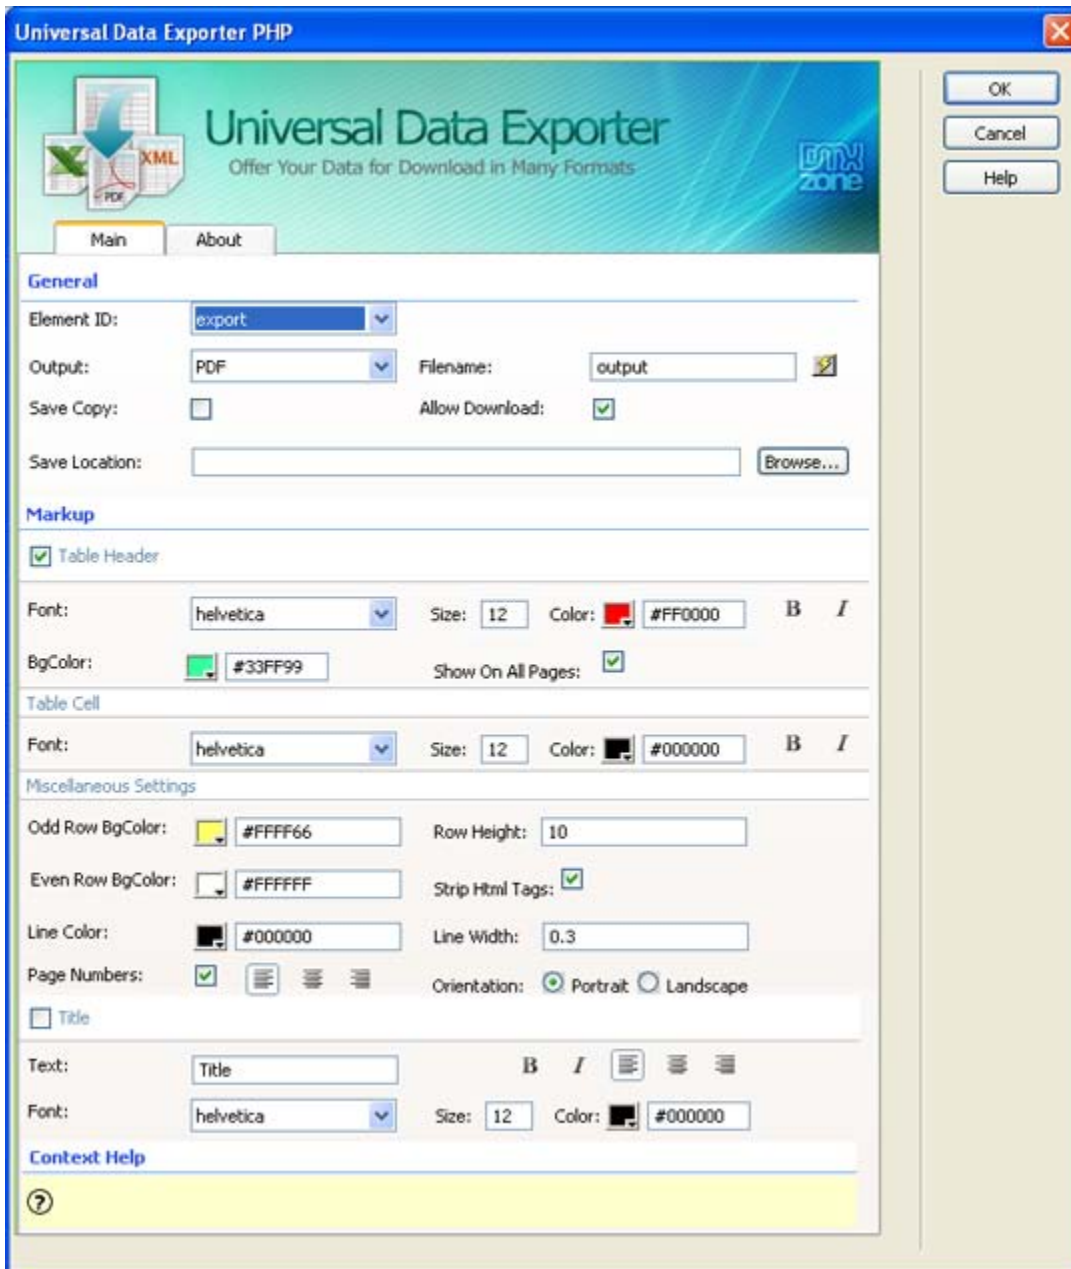 Universal Data Exporter PHP
Universal Data Exporter
Offer Your Data for Download in Many Formats
XML
PDF
DMX
zone
OK
Cancel
Help
Main About
General
Element ID: export
Output: PDF Filename: output
Save Copy: Allow Download:
Save Location: Browse...
Markup
Table Header
Font: helvetica Size: 12 Color: #FF0000 B I
BgColor: #33FF99 Show On All Pages:
Table Cell
Font: helvetica Size: 12 Color: #000000 B I
Miscellaneous Settings
Odd Row BgColor: #FFFF66 Row Height: 10
Even Row BgColor: #FFFFFF Strip Html Tags:
Line Color: #000000 Line Width: 0.3
Page Numbers: Orientation: Portrait Landscape
Title
Text: Title B I
Font: helvetica Size: 12 Color: #000000
Context Help
?